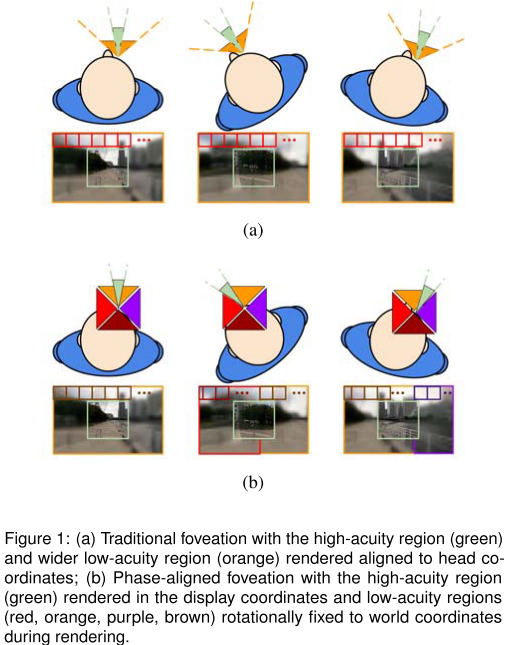 (a)
(b)
Figure 1: (a) Traditional foveation with the high-acuity region (green)
and wider low-acuity region (orange) rendered aligned to head co-
ordinates; (b) Phase-aligned foveation with the high-acuity region
(green) rendered in the display coordinates and low-acuity regions
(red, orange, purple, brown) rotationally fixed to world coordinates
during rendering.